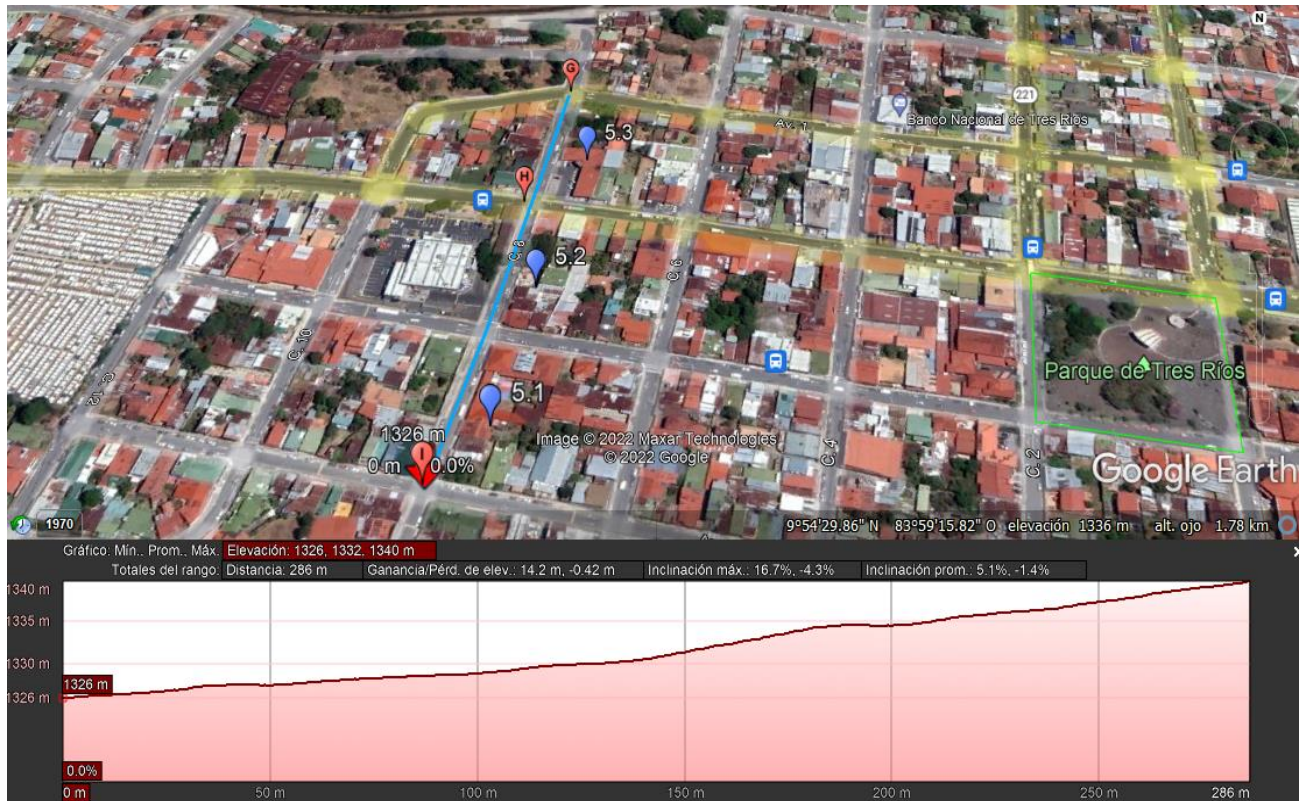 N
G
221
5.3
Av. 1
Banco Nacional de Tres Ríos
H
C. 8
5.2
C. 6
C. 10
Parque de Tres Ríos
C. 12
5.1
1326 m
I
0 m 0.0%
Image © 2022 Maxar Technologies
© 2022 Google
C. 4
C. 2
Google Earth
1970
9°54'29.86" N 83°59'15.82" O elevación 1336 m alt. ojo 1.78 km
Gráfico: Mín., Prom., Máx. Elevación: 1326, 1332, 1340 m
Totales del rango: Distancia: 286 m Ganancia/Pérd. de elev.: 14.2 m, -0.42 m Inclinación máx.: 16.7%, -4.3% Inclinación prom.: 5.1%, -1.4%
1340 m
1335 m
1330 m
1326 m
1326 m
0.0%
0 m 50 m 100 m 150 m 200 m 250 m 286 m